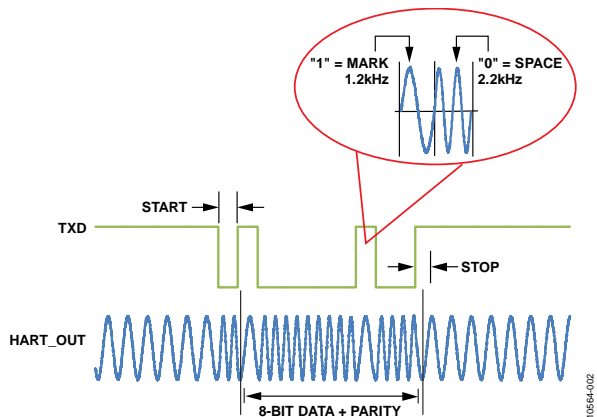 "1" = MARK
1.2kHz
"0" = SPACE
2.2kHz
START
TXD
STOP
HART_OUT
8-BIT DATA + PARITY
10564-002